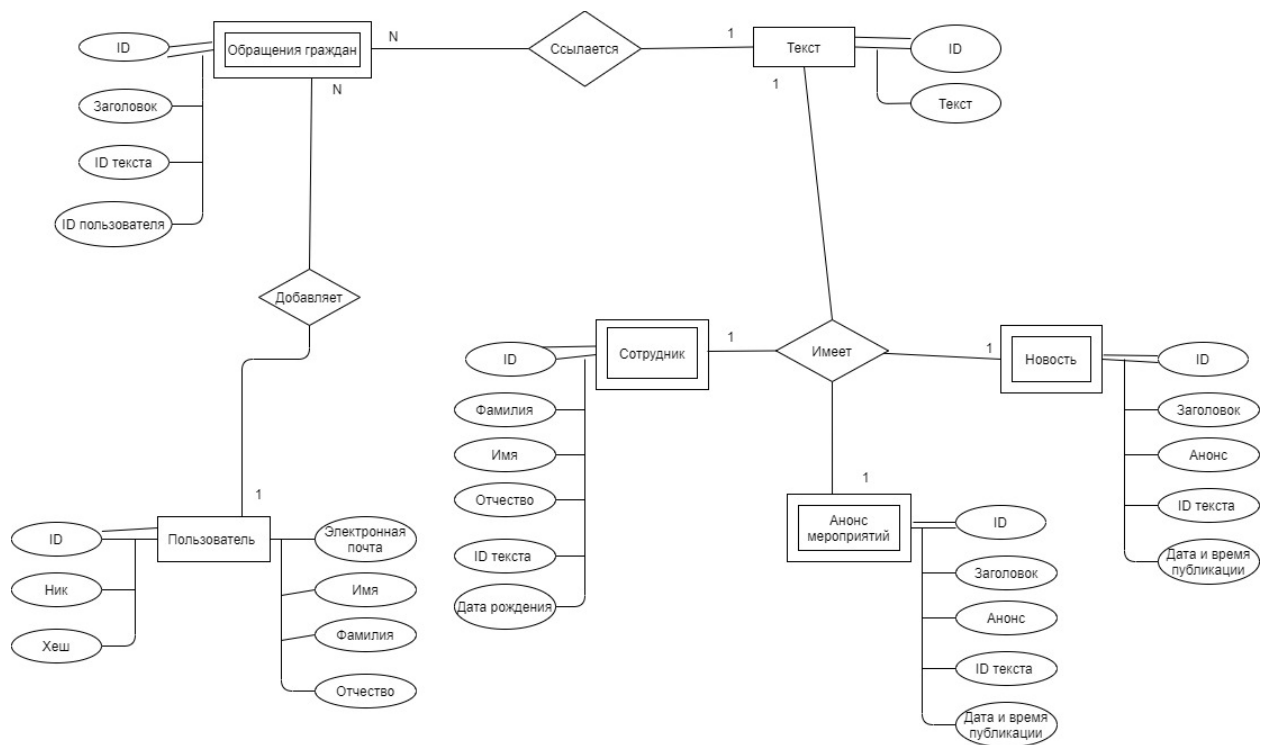 ID
Обращения граждан
N
Ссылается
1
Текст
ID
Заголовок
N
1
Текст
ID текста
ID пользователя
Добавляет
ID
Сотрудник
1
Имеет
1
Новость
ID
Фамилия
Заголовок
Имя
Анонс
Отчество
1
1
ID текста
ID
Пользователь
Электронная
почта
ID текста
Анонс
мероприятий
ID
Дата и время
публикации
Ник
Имя
Дата рождения
Заголовок
Хеш
Фамилия
Анонс
Отчество
ID текста
Дата и время
публикации